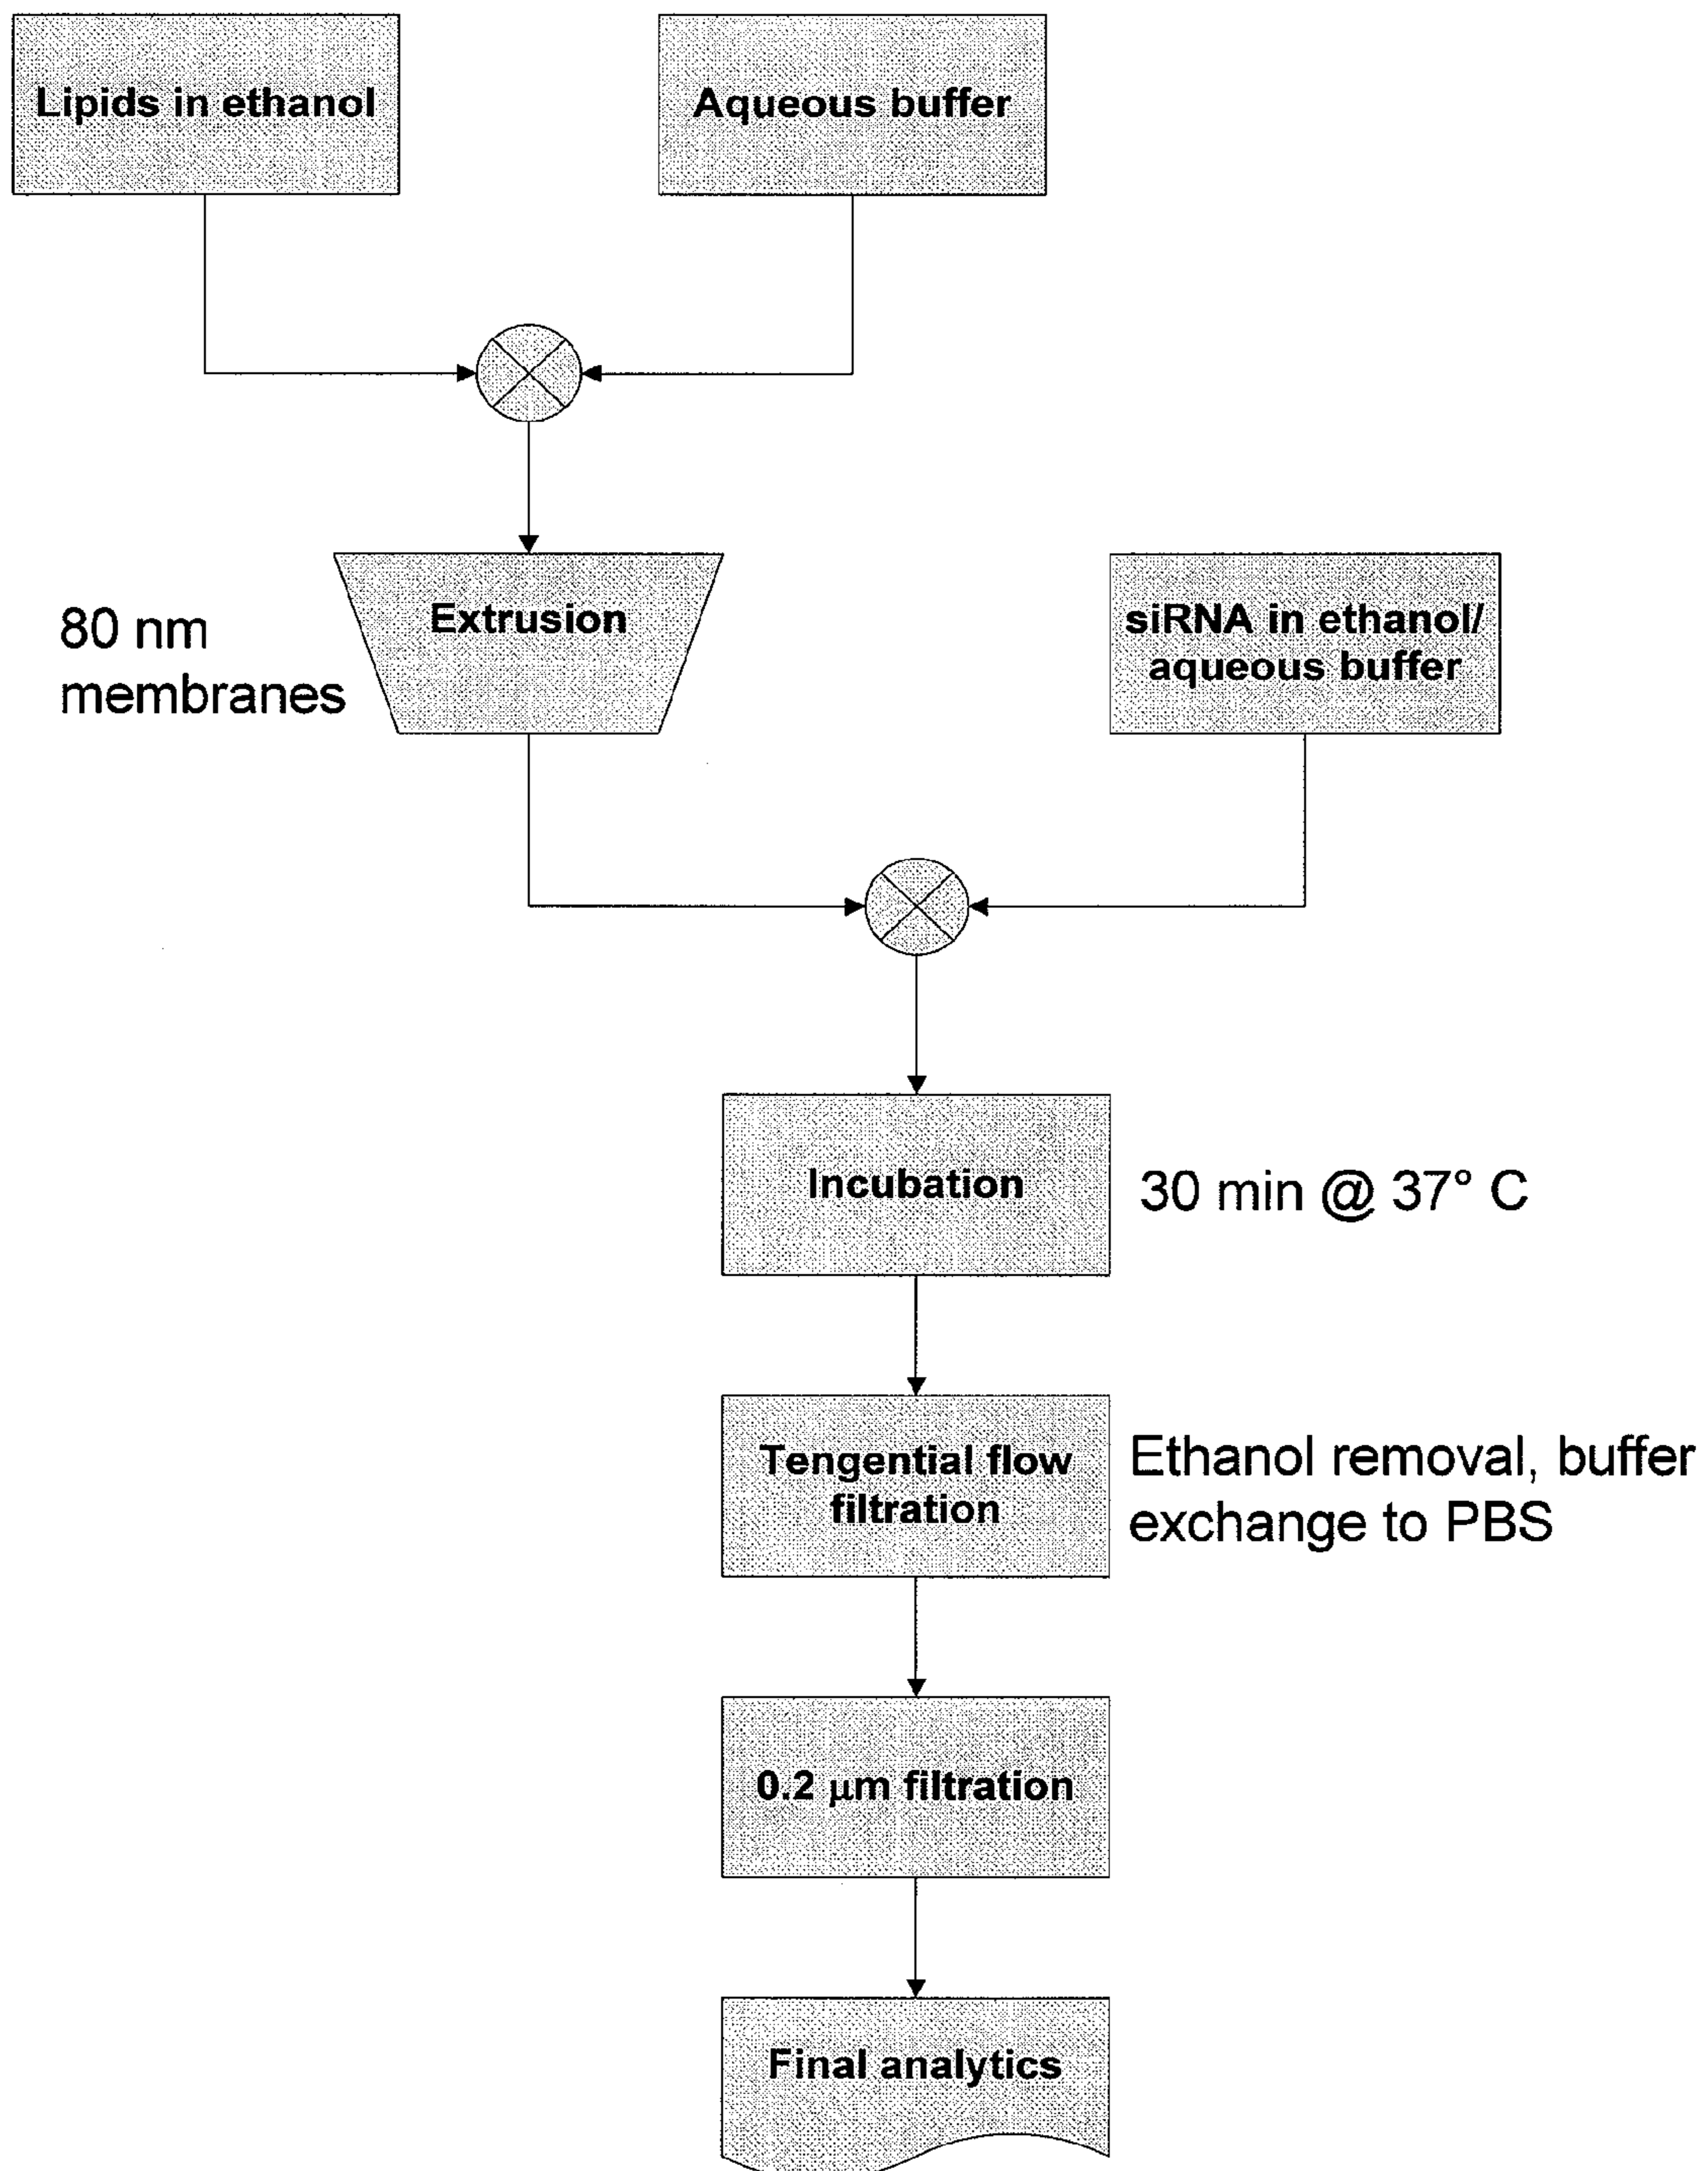 Lipids in ethanol
Aqueous buffer
80 nm
membranes
Extrusion
siRNA in ethanol/
aqueous buffer
Incubation
30 min @ 37° C
Tengential flow
filtration
Ethanol removal, buffer
exchange to PBS
0.2 μm filtration
Final analytics